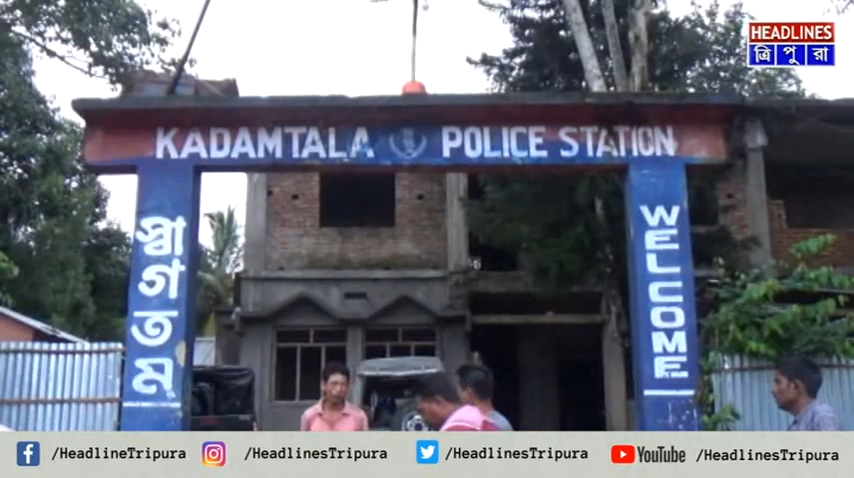 HEADLINES
ত্রিপুরা
KADAMTALA POLICE STATION
স্বাগতম
WELCOME
/HeadlineTripura
/HeadlinesTripura
/HeadlinesTripura
YouTube /HeadlinesTripura